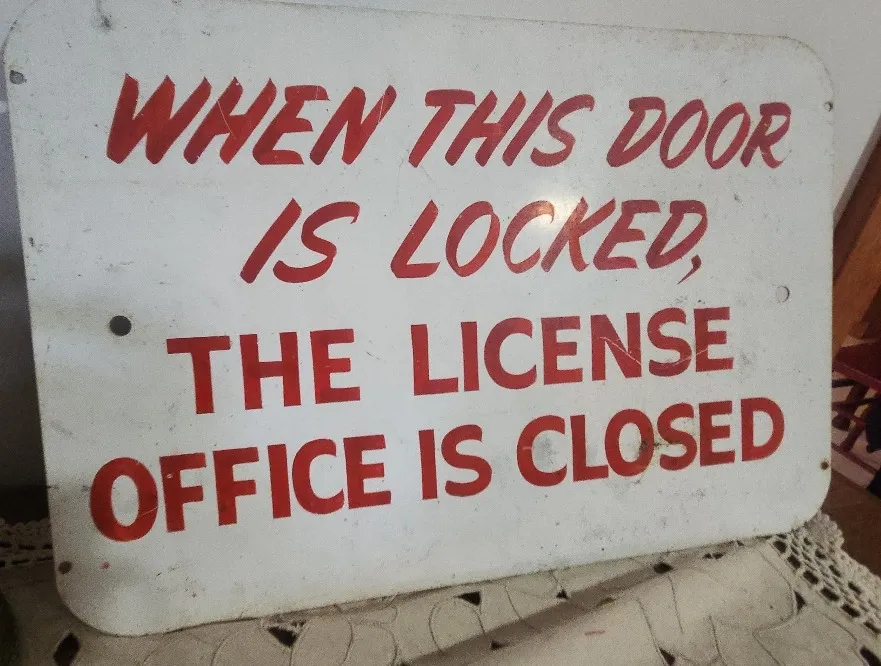 WHEN THIS DOOR
IS LOCKED,
THE LICENSE
OFFICE IS CLOSED